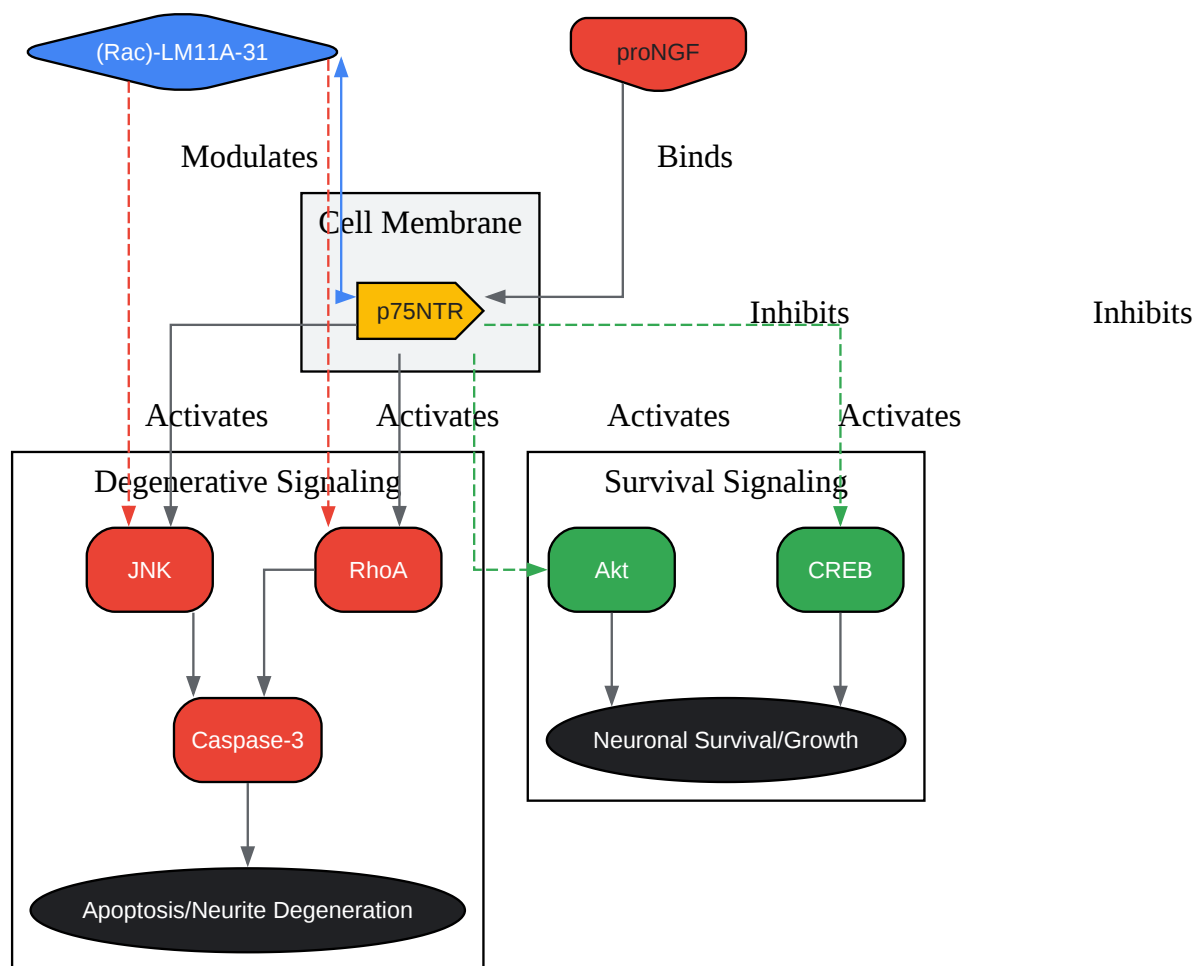 (Rac)-LM11A-31
proNGF
Modulates
Binds
Cell Membrane
p75NTR
Inhibits
Inhibits
Activates
Activates
Activates
Activates
Degenerative Signaling
Survival Signaling
JNK
RhoA
Akt
CREB
Caspase-3
Neuronal Survival/Growth
Apoptosis/Neurite Degeneration